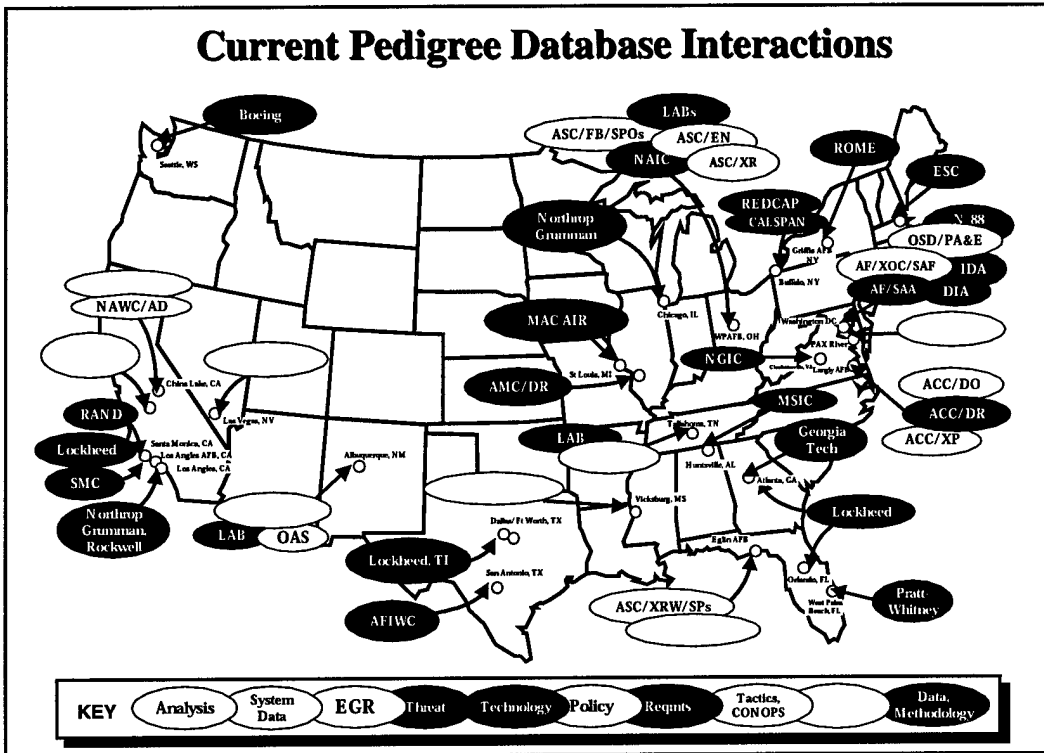 Current Pedigree Database Interactions
Boeing
Seattle, WS
LABs
ASC/FB/SPOs
ASC/EN
NAIC
ASC/XR
ROME
ESC
REDCAP
CALSPAN
Northrop
Grumman
N 88
OSD/PA&E
Griffis AFB
NY
AF/XOC/SAF
IDA
Buffalo, NY
AF/SAA
DIA
NAWC/AD
Chicago, IL
MAC AIR
WPAFB, OH
Washington DC
PAX River
NGIC
Langly AFB
St Louis, MI
AMC/DR
China Lake, CA
Las Vegas, NV
RAND
MSIC
ACC/DO
ACC/DR
ACC/XP
Lockheed
Santa Monica, CA
Los Angles AFB, CA
Los Angles, CA
SMC
Albuquerque, NM
LAB
Huntsville, AL
Georgia
Tech
Atlanta, GA
Northrop
Grumman,
Rockwell
LAB
OAS
Vicksburg, MS
Lockheed
Dallas/ Ft Worth, TX
Lockheed, TI
Eglin AFB
San Antonio, TX
Orlando, FL
West Palm
Beach, FL
Pratt-
Whitney
AFIWC
ASC/XRW/SPs
KEY
Analysis
System
Data
EGR
Threat
Technology
Policy
Reqmts
Tactics,
CONOPS
Data,
Methodology